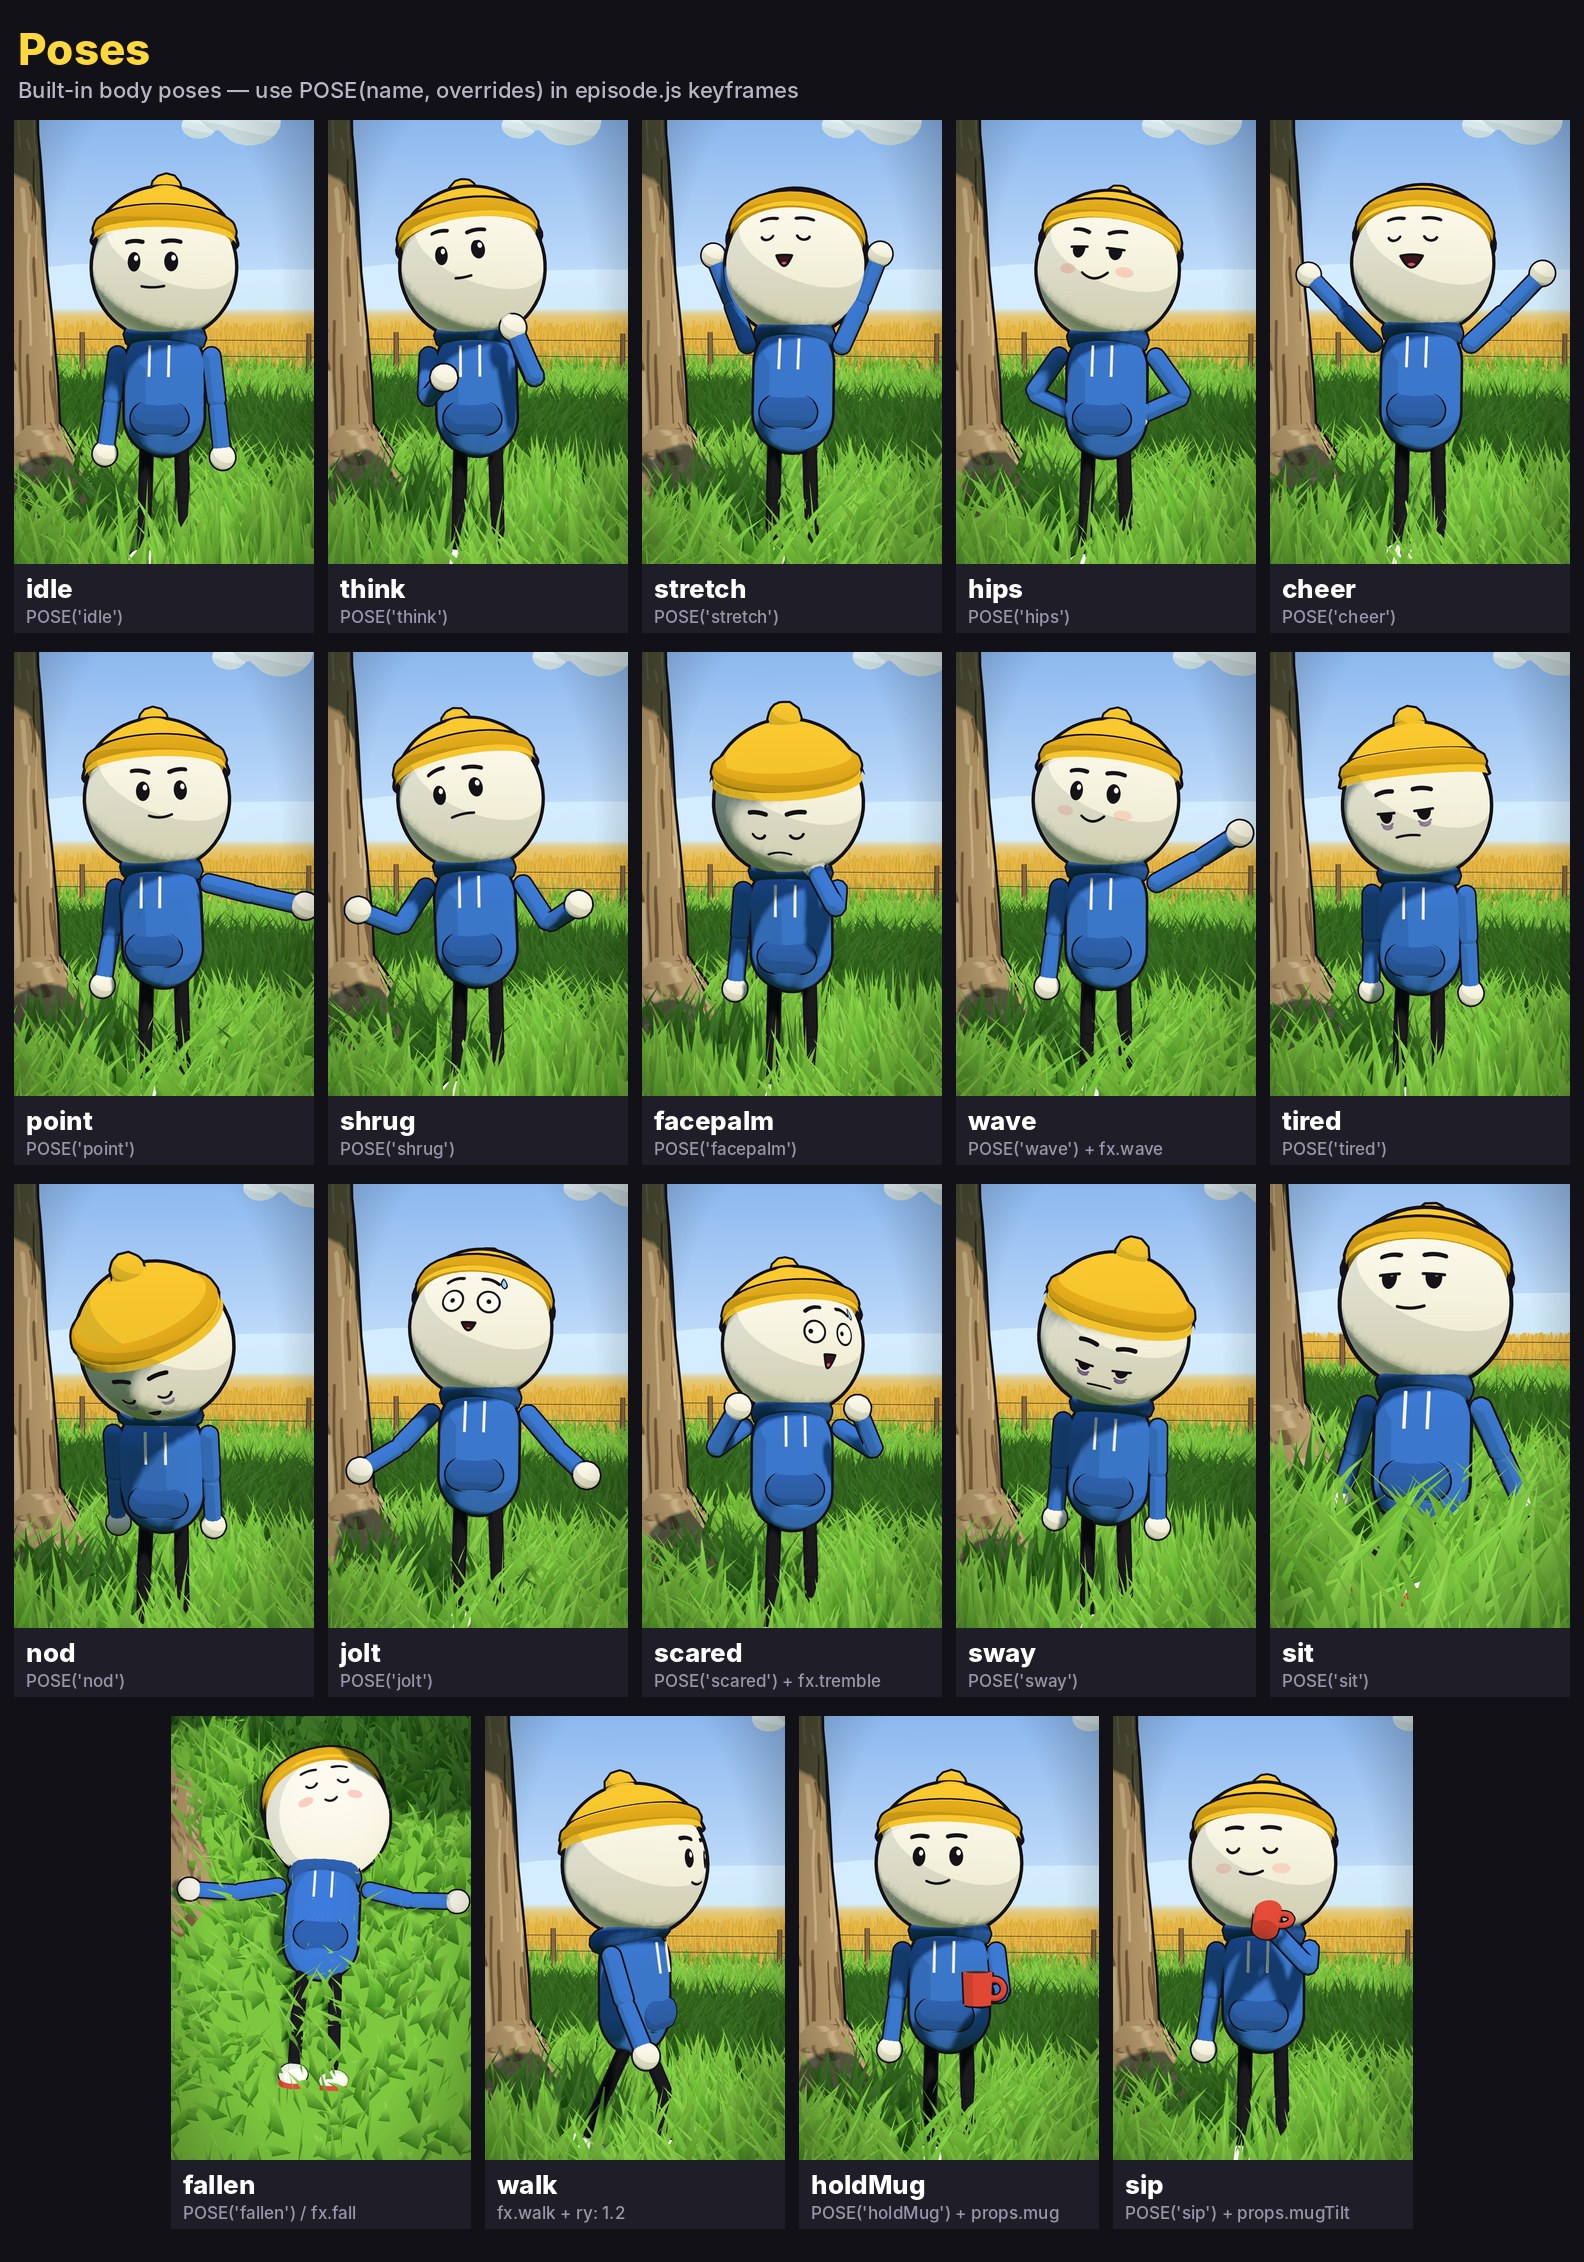 Poses
Built-in body poses — use POSE(name, overrides) in episode.js keyframes
idle
POSE('idle')
think
POSE('think')
stretch
POSE('stretch')
hips
POSE('hips')
cheer
POSE('cheer')
point
POSE('point')
shrug
POSE('shrug')
facepalm
POSE('facepalm')
wave
POSE('wave') + fx.wave
tired
POSE('tired')
nod
POSE('nod')
jolt
POSE('jolt')
scared
POSE('scared') + fx.tremble
sway
POSE('sway')
sit
POSE('sit')
fallen
POSE('fallen') / fx.fall
walk
fx.walk + ry: 1.2
holdMug
POSE('holdMug') + props.mug
sip
POSE('sip') + props.mugTilt